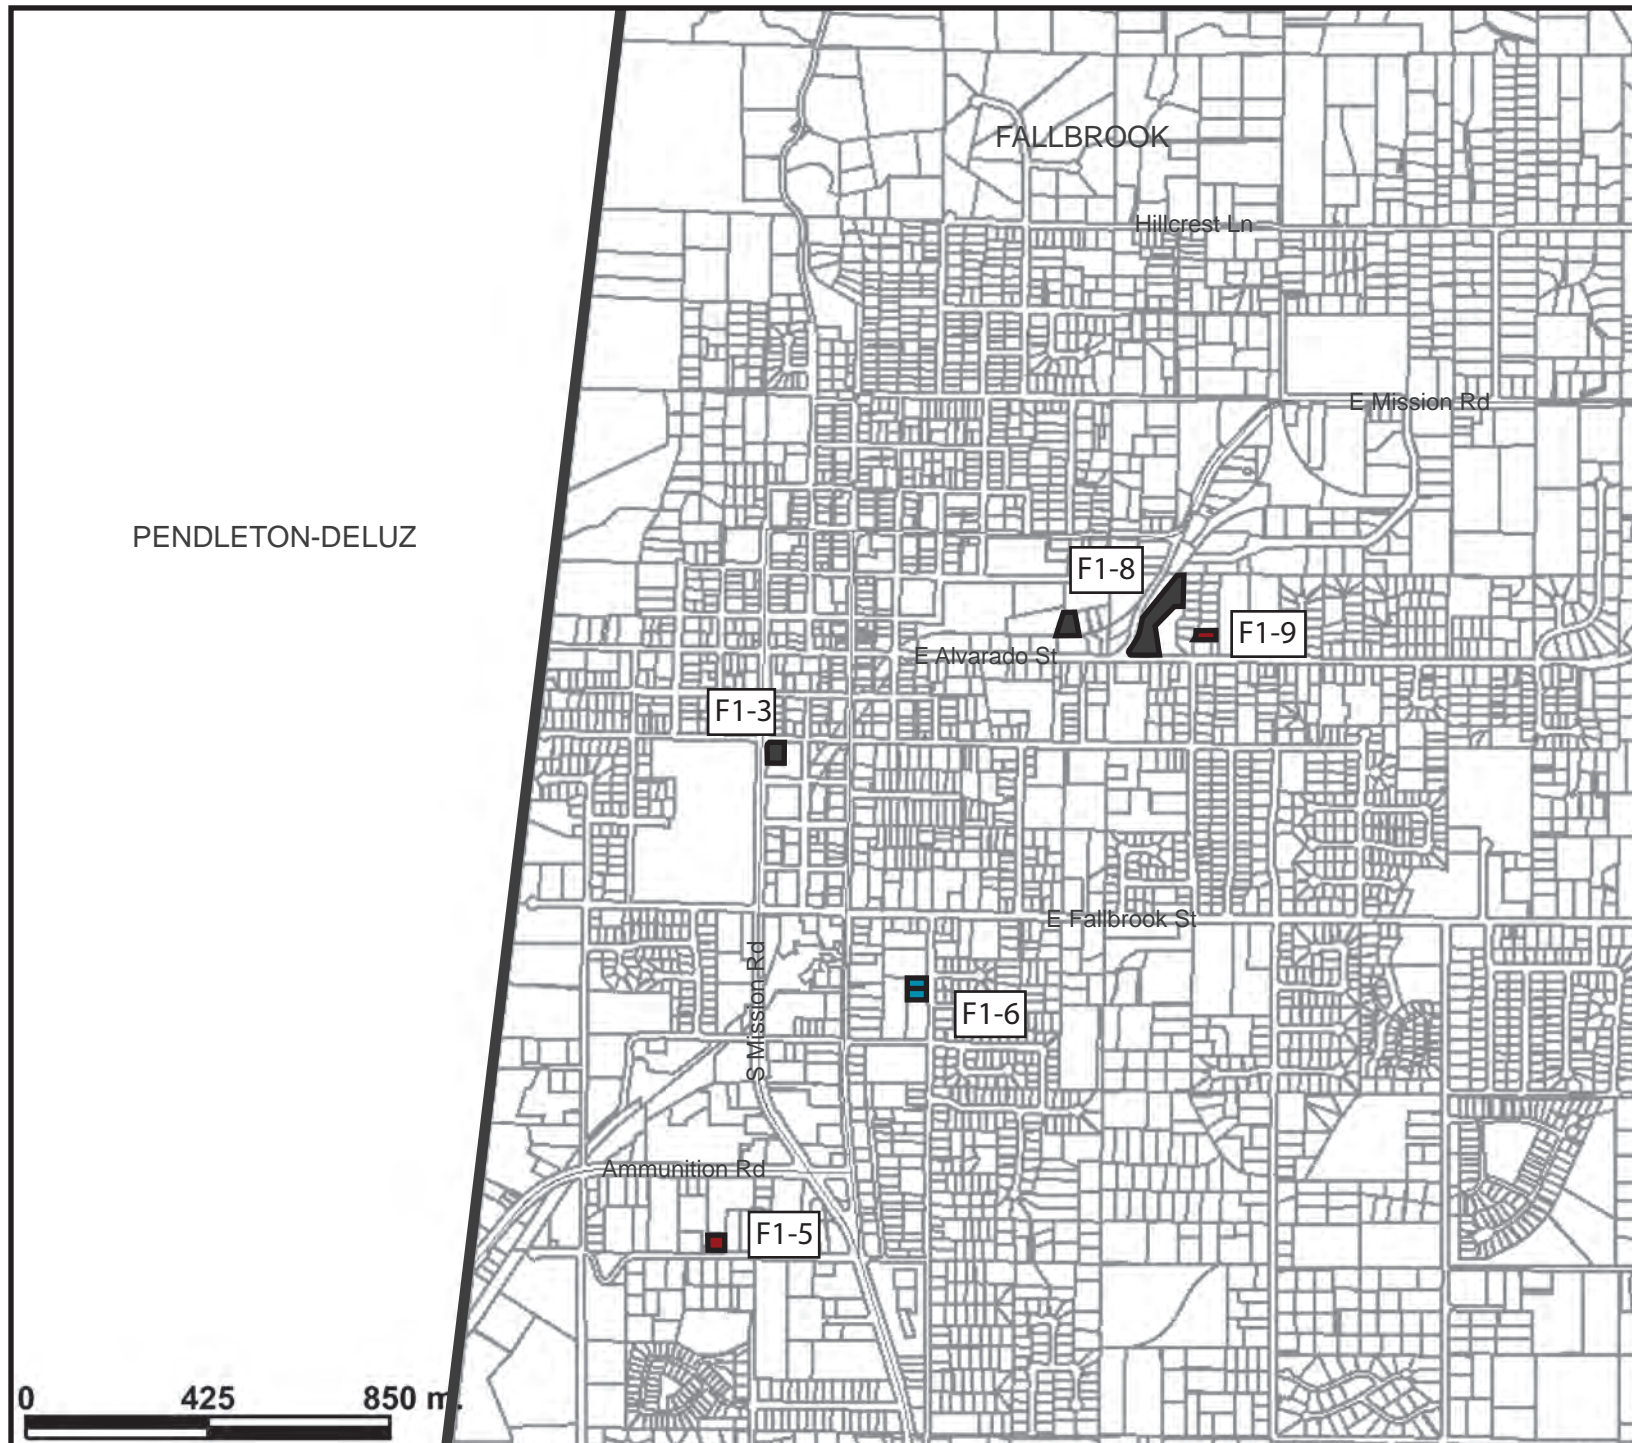 FALLBROOK
Hillcrest Ln
E Mission Rd
PENDLETON-DELUZ
F1-8
F1-9
E Alvarado St
F1-3
E Fallbrook St
S Mission Rd
F1-6
Ammunition Rd
F1-5
0 425 850 m.